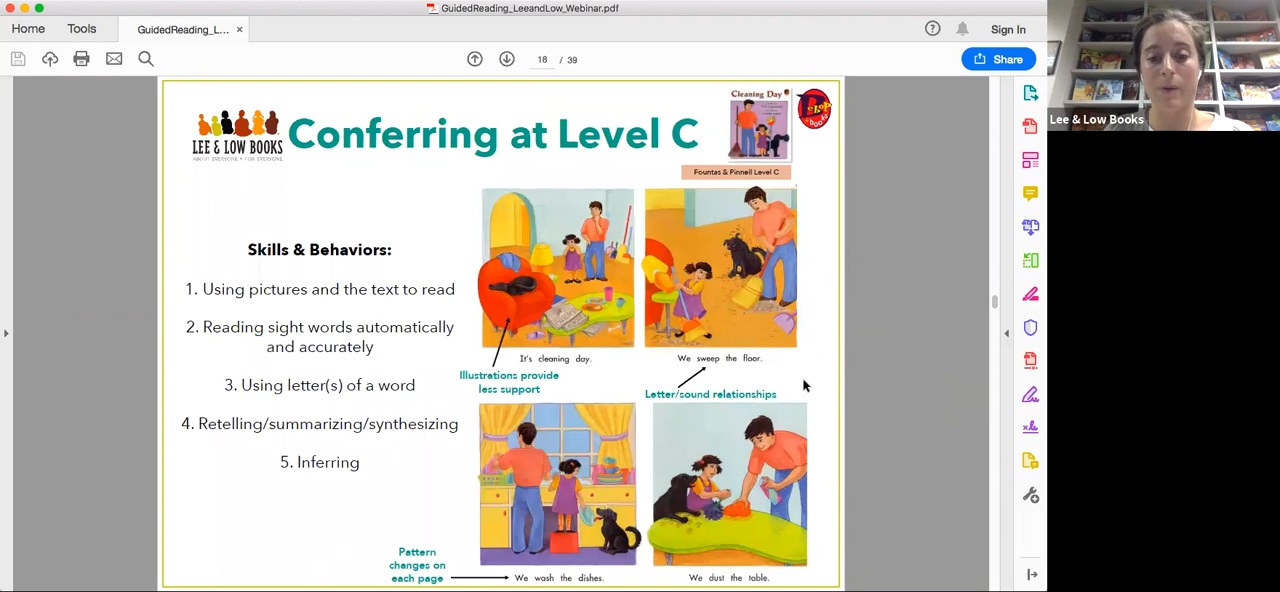 GuidedReading_LeeandLow_Webinar.pdf
Home
Tools
GuidedReading_L...
×
Sign In
18 / 39
Share
Lee & Low Books
LEE & LOW BOOKS
ABOUT EVERYONE • FOR EVERYONE
Conferring at Level C
Cleaning Day
Fountas & Pinnell Level C
Skills & Behaviors:
1. Using pictures and the text to read
2. Reading sight words automatically
and accurately
3. Using letter(s) of a word
4. Retelling/summarizing/synthesizing
5. Inferring
It's cleaning day.
We sweep the floor.
Illustrations provide
less support
Letter/sound relationships
Pattern
changes on
each page
We wash the dishes.
We dust the table.